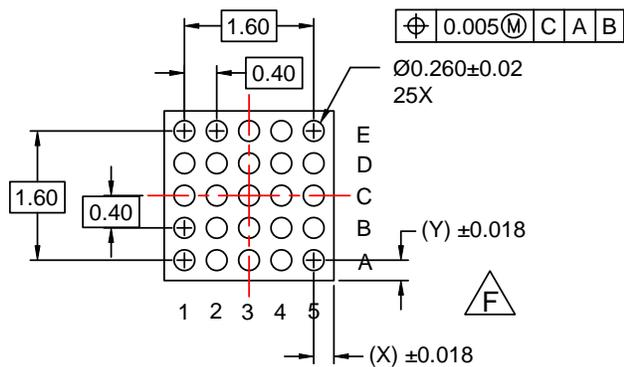 1.60
⌖ 0.005Ⓜ C A B
0.40
Ø0.260±0.02
25X
E
D
1.60
C
0.40
B
(Y) ±0.018
A
F
1 2 3 4 5
(X) ±0.018